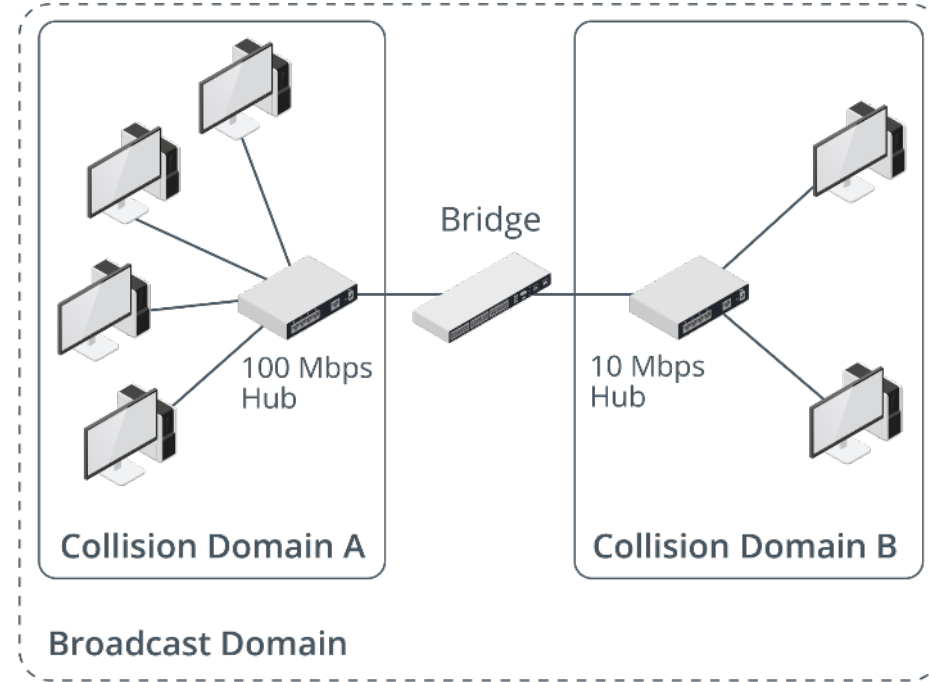 Bridge
100 Mbps
Hub
10 Mbps
Hub
Collision Domain A
Collision Domain B
Broadcast Domain